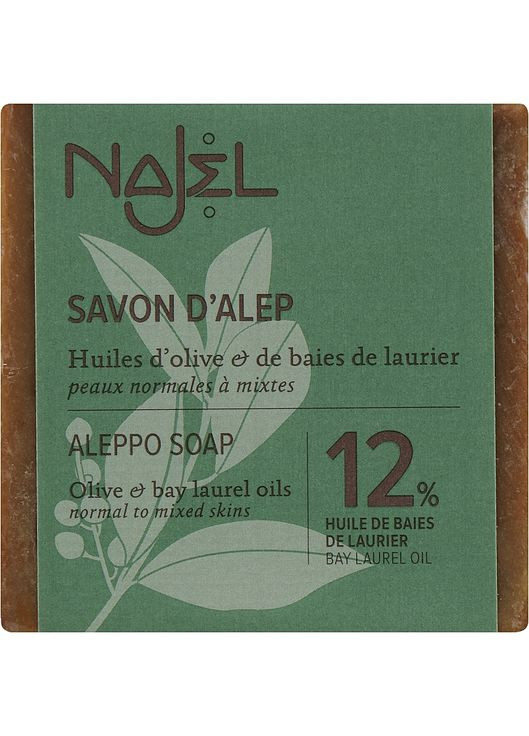 NAJEL
SAVON D'ALEP
Huiles d'olive & de baies de laurier
peaux normales à mixtes
ALEPPO SOAP
Olive & bay laurel oils
normal to mixed skins
12%
HUILE DE BAIES
DE LAURIER
BAY LAUREL OIL